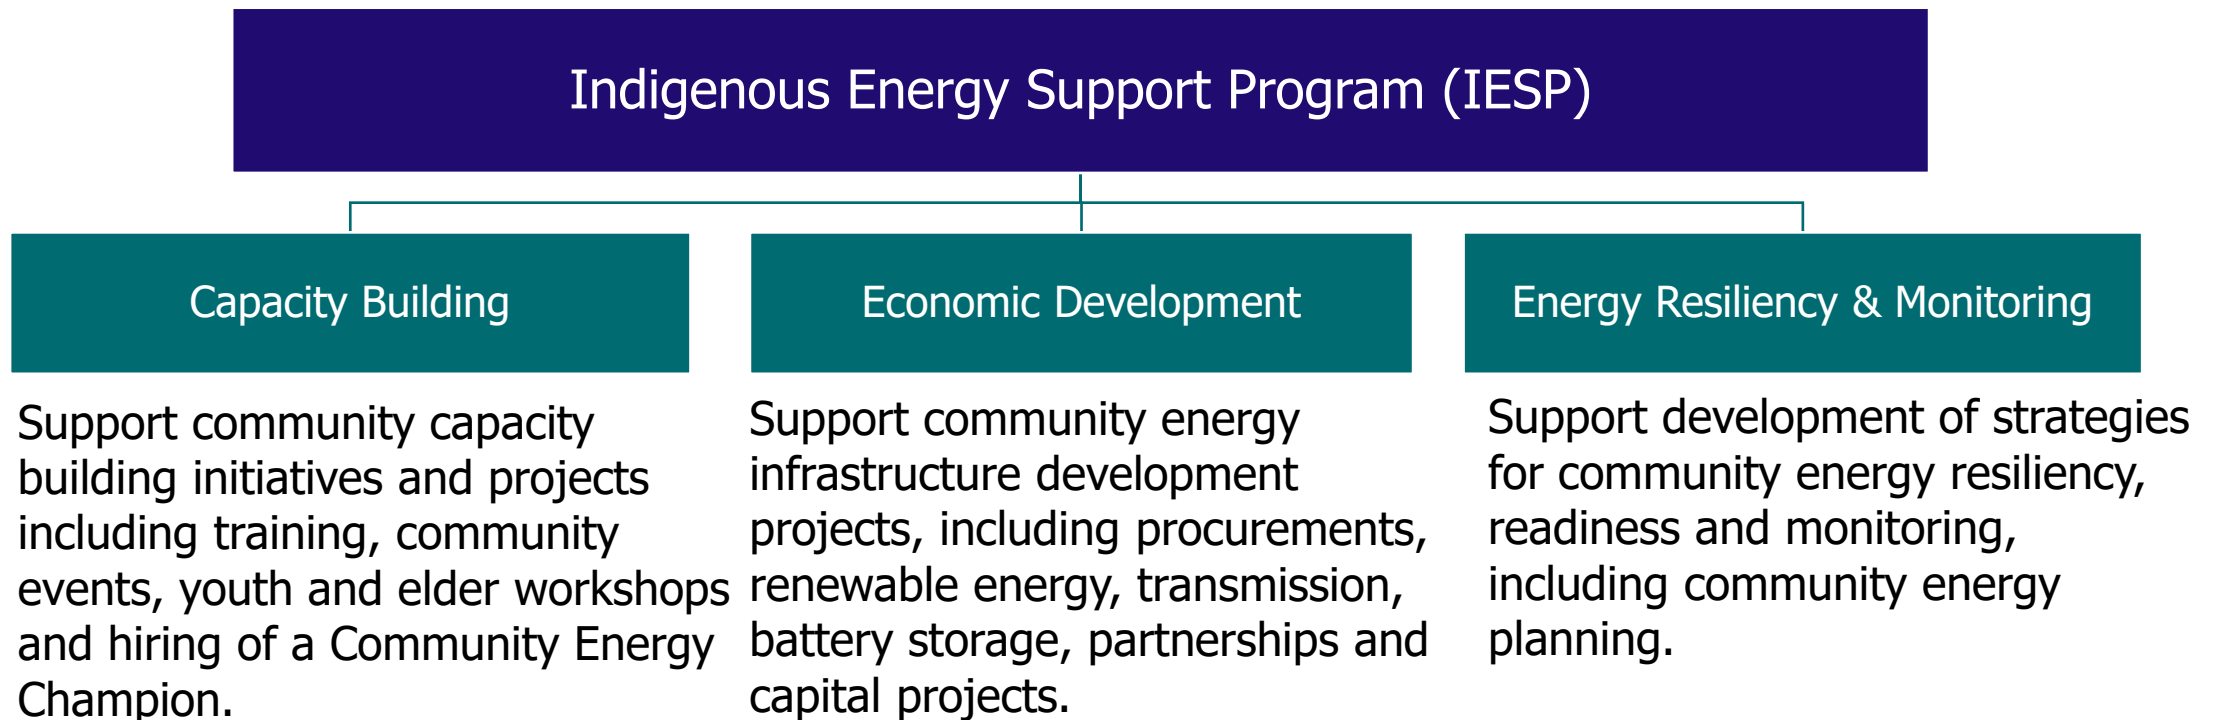 Indigenous Energy Support Program (IESP)
Capacity Building
Support community capacity
building initiatives and projects
including training, community
events, youth and elder workshops
and hiring of a Community Energy
Champion.
Economic Development
Support community energy
infrastructure development
projects, including procurements,
renewable energy, transmission,
battery storage, partnerships and
capital projects.
Energy Resiliency & Monitoring
Support development of strategies
for community energy resiliency,
readiness and monitoring,
including community energy
planning.